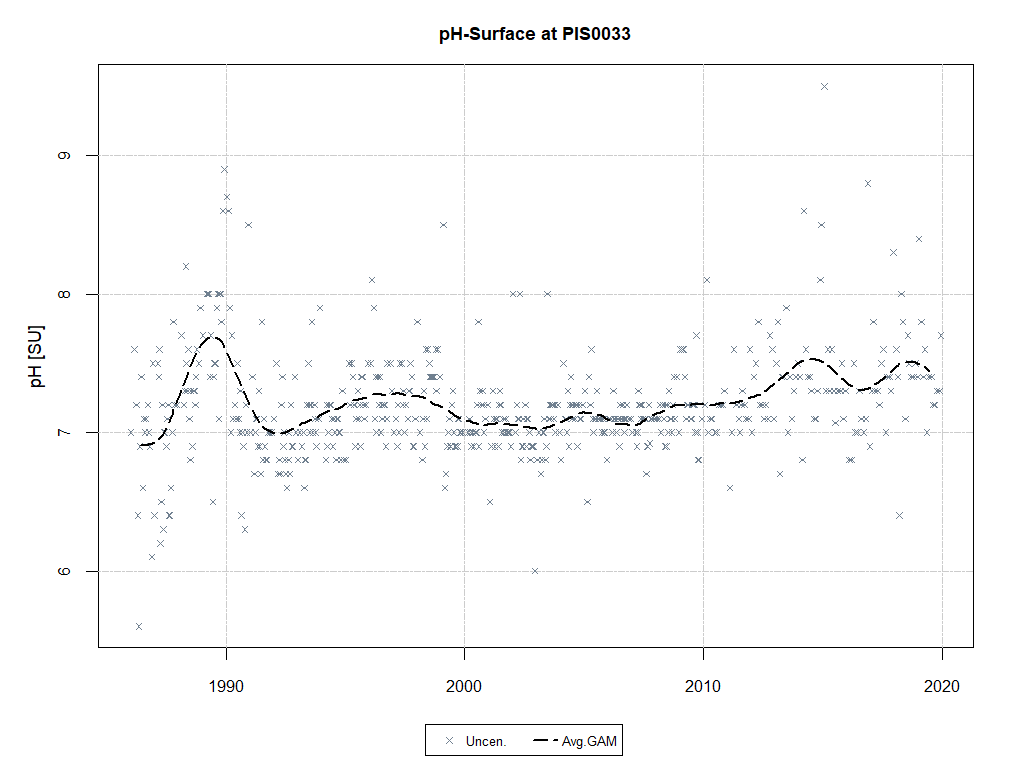 pH-Surface at PIS0033
pH [SU]
9
8
7
6
1990 2000 2010 2020
Uncen. Avg.GAM